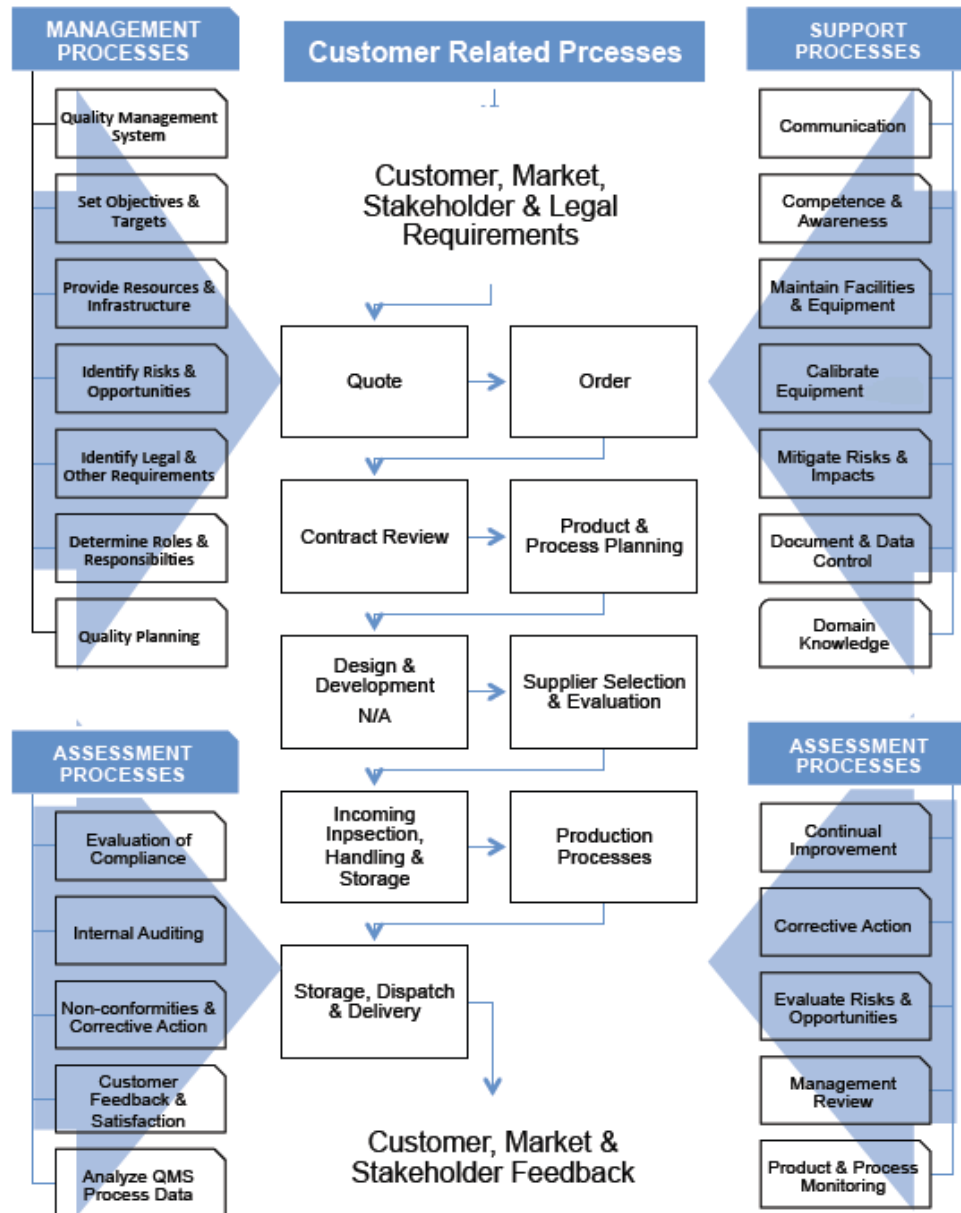 MANAGEMENT
PROCESSES
Quality Management
System
Set Objectives &
Targets
Provide Resources &
Infrastructure
Identify Risks &
Opportunities
Identify Legal &
Other Requirements
Determine Roles &
Responsibilties
Quality Planning
Customer Related Prcesses
Customer, Market,
Stakeholder & Legal
Requirements
Quote
Order
Contract Review
Product &
Process Planning
Design &
Development
N/A
Supplier Selection
& Evaluation
Incoming
Inpsection,
Handling &
Storage
Production
Processes
Storage, Dispatch
& Delivery
Customer, Market &
Stakeholder Feedback
SUPPORT
PROCESSES
Communication
Competence &
Awareness
Maintain Facilities
& Equipment
Calibrate
Equipment
Mitigate Risks &
Impacts
Document & Data
Control
Domain
Knowledge
ASSESSMENT
PROCESSES
Evaluation of
Compliance
Internal Auditing
Non-conformities &
Corrective Action
Customer
Feedback &
Satisfaction
Analyze QMS
Process Data
ASSESSMENT
PROCESSES
Continual
Improvement
Corrective Action
Evaluate Risks &
Opportunities
Management
Review
Product & Process
Monitoring